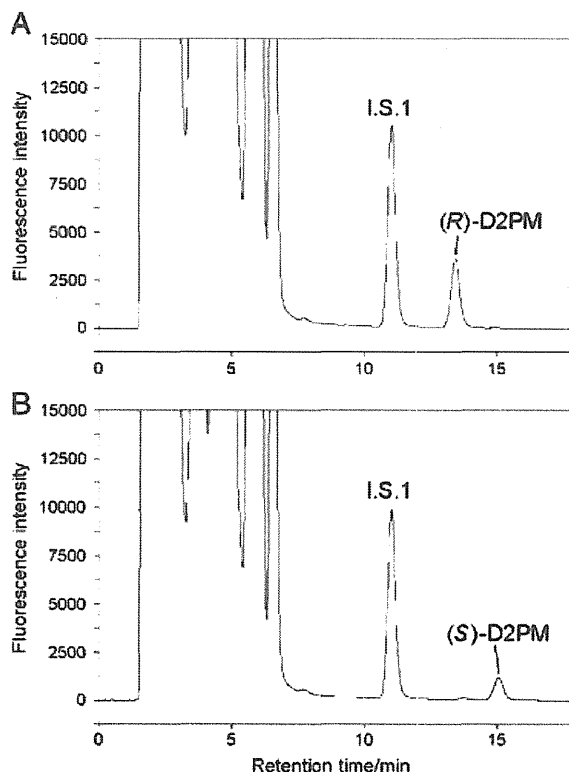 A
15000
12500
10000
7500
5000
2500
0
Fluorescence intensity
I.S.1
(R)-D2PM
0 5 10 15
B
15000
12500
10000
7500
5000
2500
0
Fluorescence intensity
I.S.1
(S)-D2PM
0 5 10 15
Retention time/min